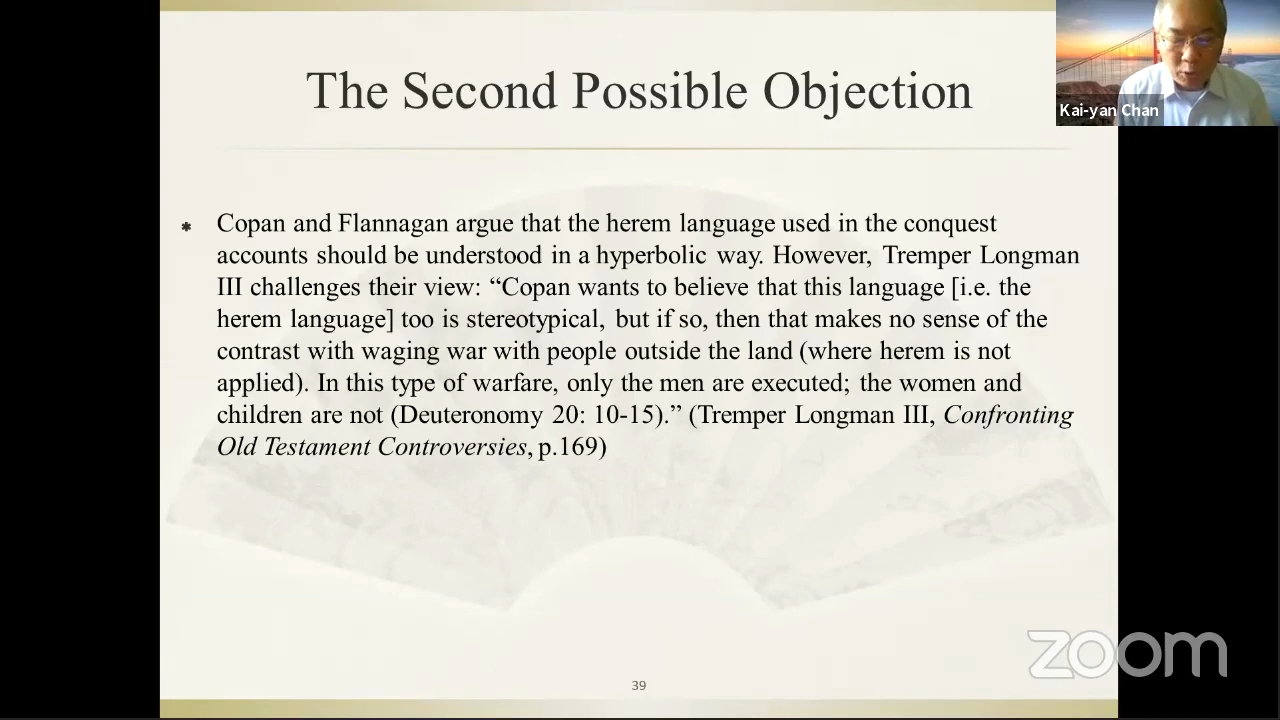 The Second Possible Objection
Kai-yan Chan
* Copan and Flannagan argue that the herem language used in the conquest
accounts should be understood in a hyperbolic way. However, Tremper Longman
III challenges their view: “Copan wants to believe that this language [i.e. the
herem language] too is stereotypical, but if so, then that makes no sense of the
contrast with waging war with people outside the land (where herem is not
applied). In this type of warfare, only the men are executed; the women and
children are not (Deuteronomy 20: 10-15).” (Tremper Longman III, Confronting
Old Testament Controversies, p.169)
zoom
39